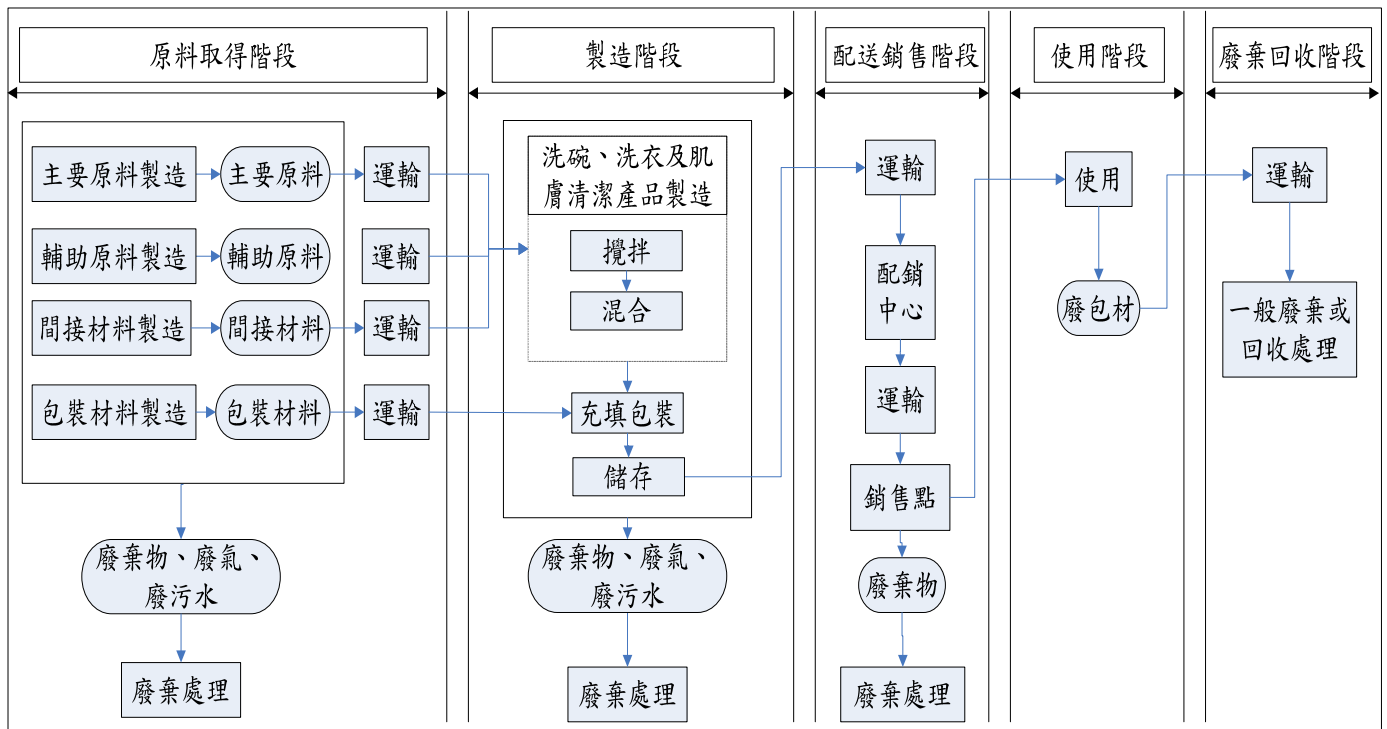 原料取得階段
製造階段
配送銷售階段
使用階段
廢棄回收階段
主要原料製造
主要原料
運輸
輔助原料製造
輔助原料
運輸
間接材料製造
間接材料
運輸
包裝材料製造
包裝材料
運輸
廢棄物、廢氣、
廢污水
廢棄處理
洗碗、洗衣及肌
膚清潔產品製造
攪拌
混合
充填包裝
儲存
廢棄物、廢氣、
廢污水
廢棄處理
運輸
配銷
中心
運輸
銷售點
廢棄物
廢棄處理
使用
廢包材
運輸
一般廢棄或
回收處理